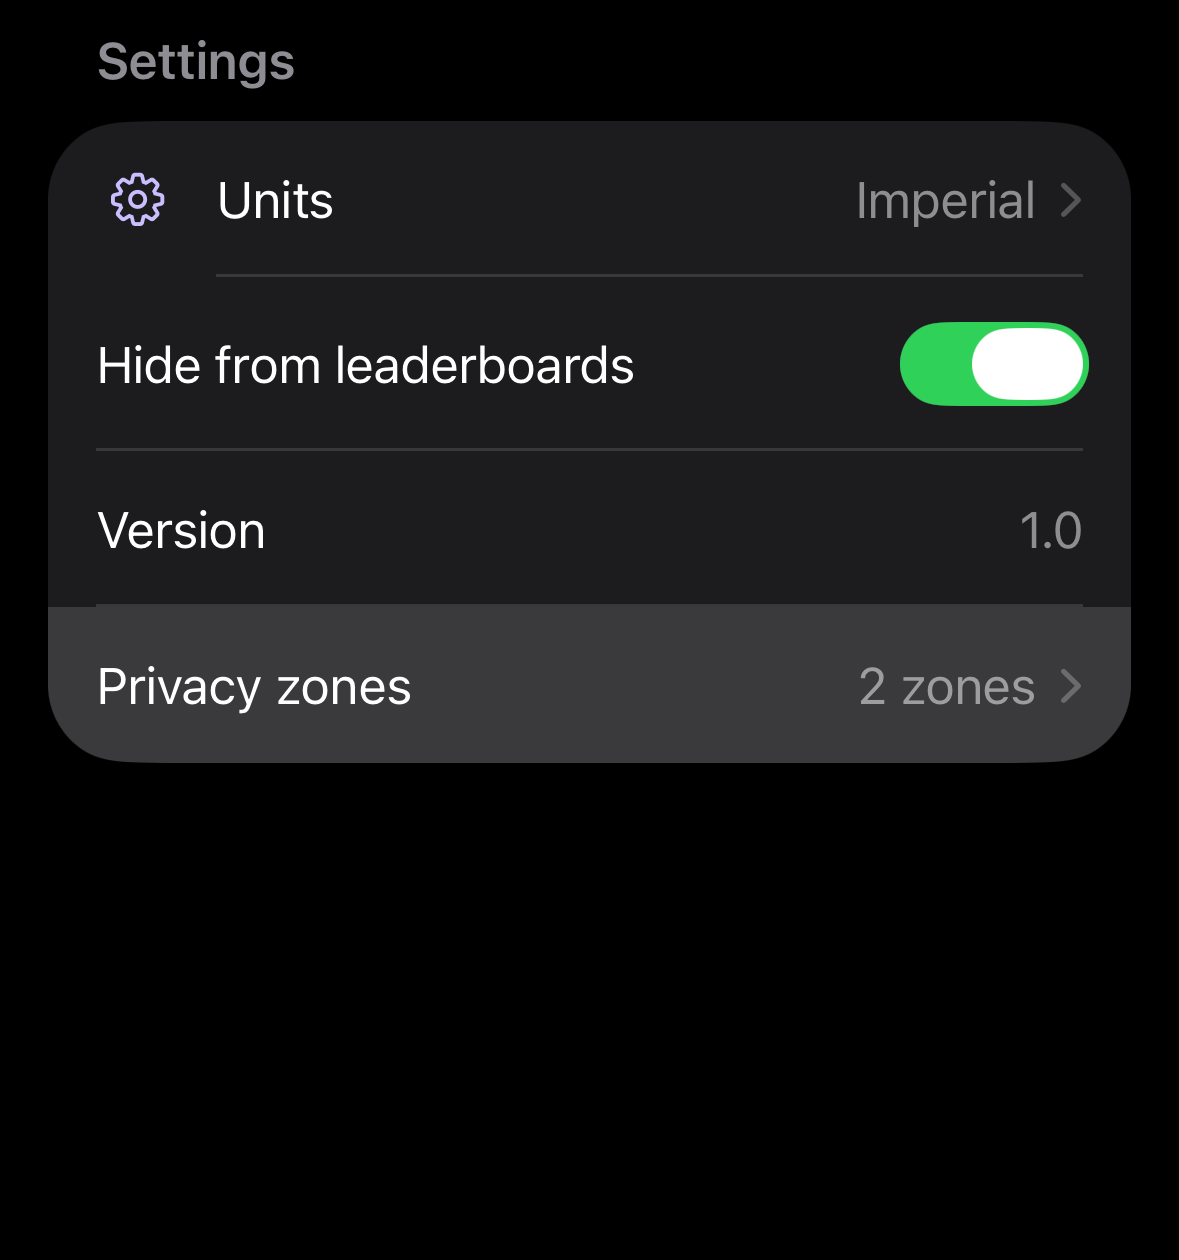 Settings
Units Imperial
Hide from leaderboards
Version 1.0
Privacy zones 2 zones